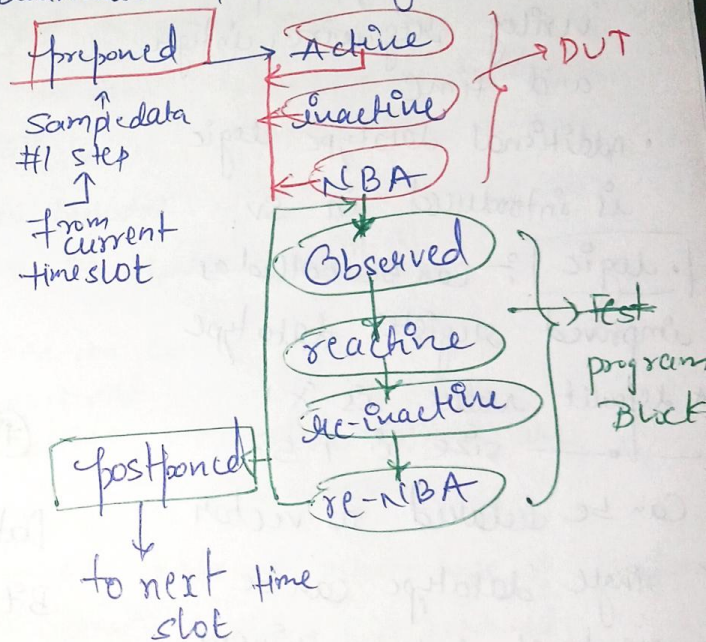 preponed
Active
DUT
inactive
Sampledata
#1 step
NBA
from
current
timeslot
Observed
reactive
Test
program
Block
re-inactive
postponed
re-NBA
to next time
slot